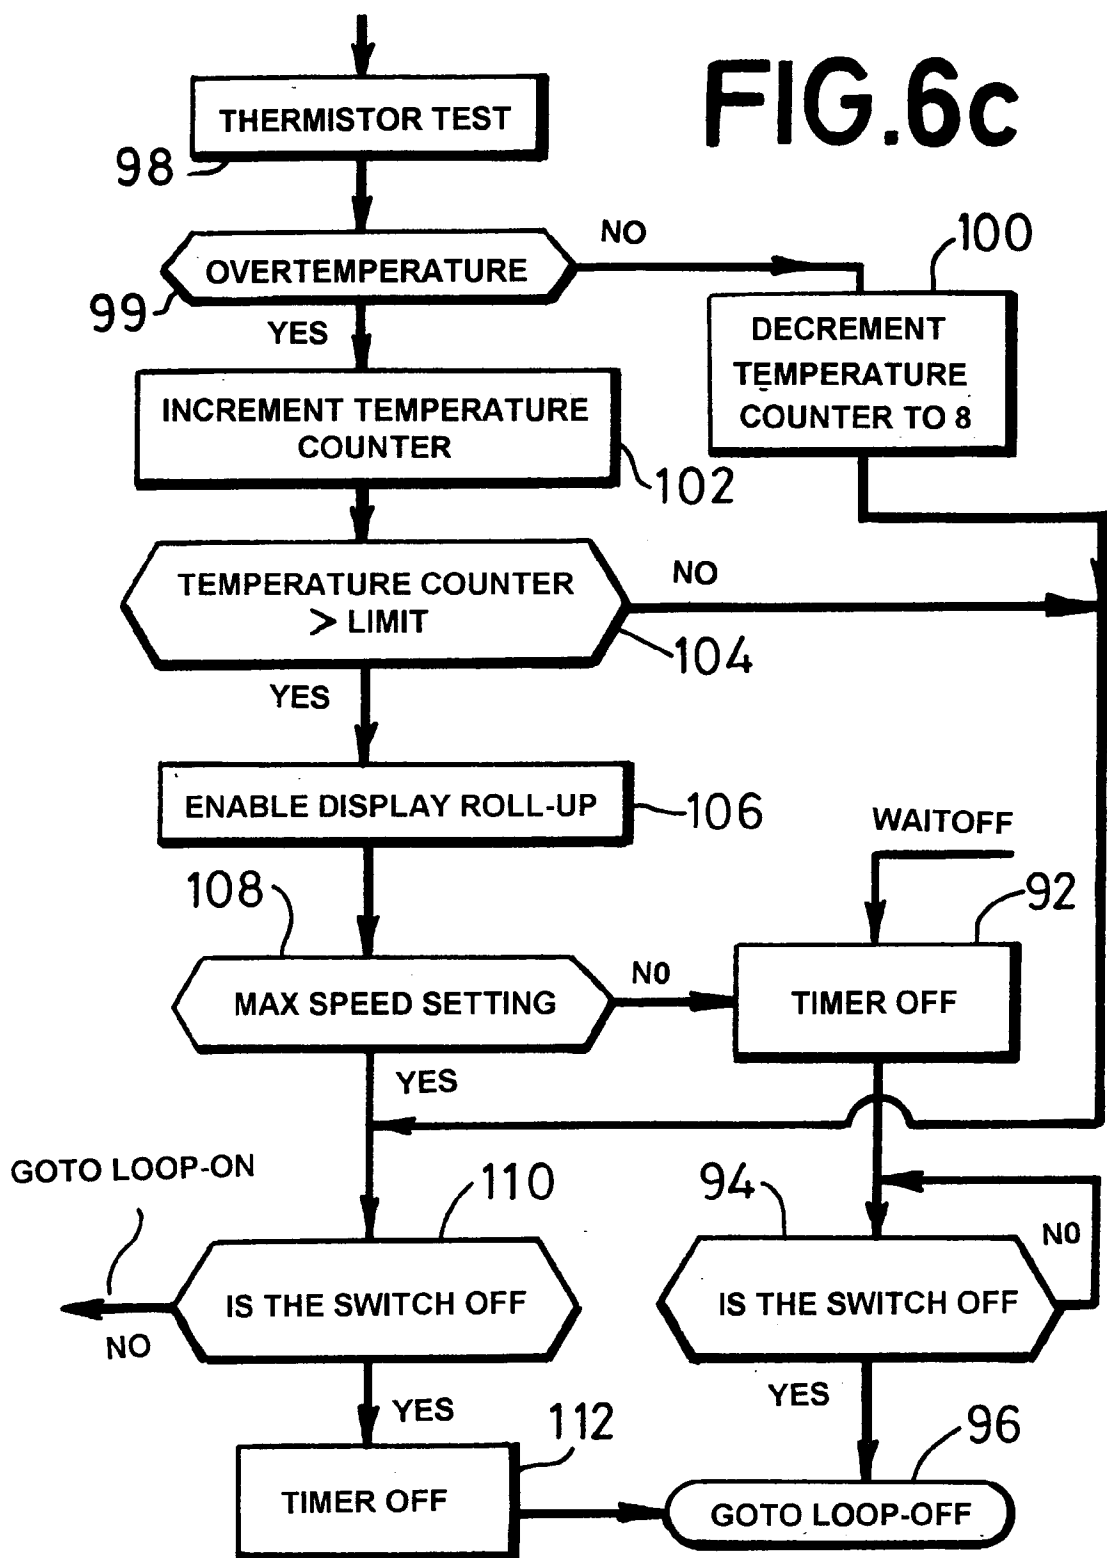 FIG.6c
THERMISTOR TEST
98
OVERTEMPERATURE
99
NO
YES
100
DECREMENT
TEMPERATURE
COUNTER TO 8
INCREMENT TEMPERATURE
COUNTER
102
TEMPERATURE COUNTER
> LIMIT
104
NO
YES
ENABLE DISPLAY ROLL-UP
106
WAITOFF
108
92
MAX SPEED SETTING
NO
TIMER OFF
YES
GOTO LOOP-ON
110
94
NO
IS THE SWITCH OFF
IS THE SWITCH OFF
NO
YES
YES
112
96
TIMER OFF
GOTO LOOP-OFF